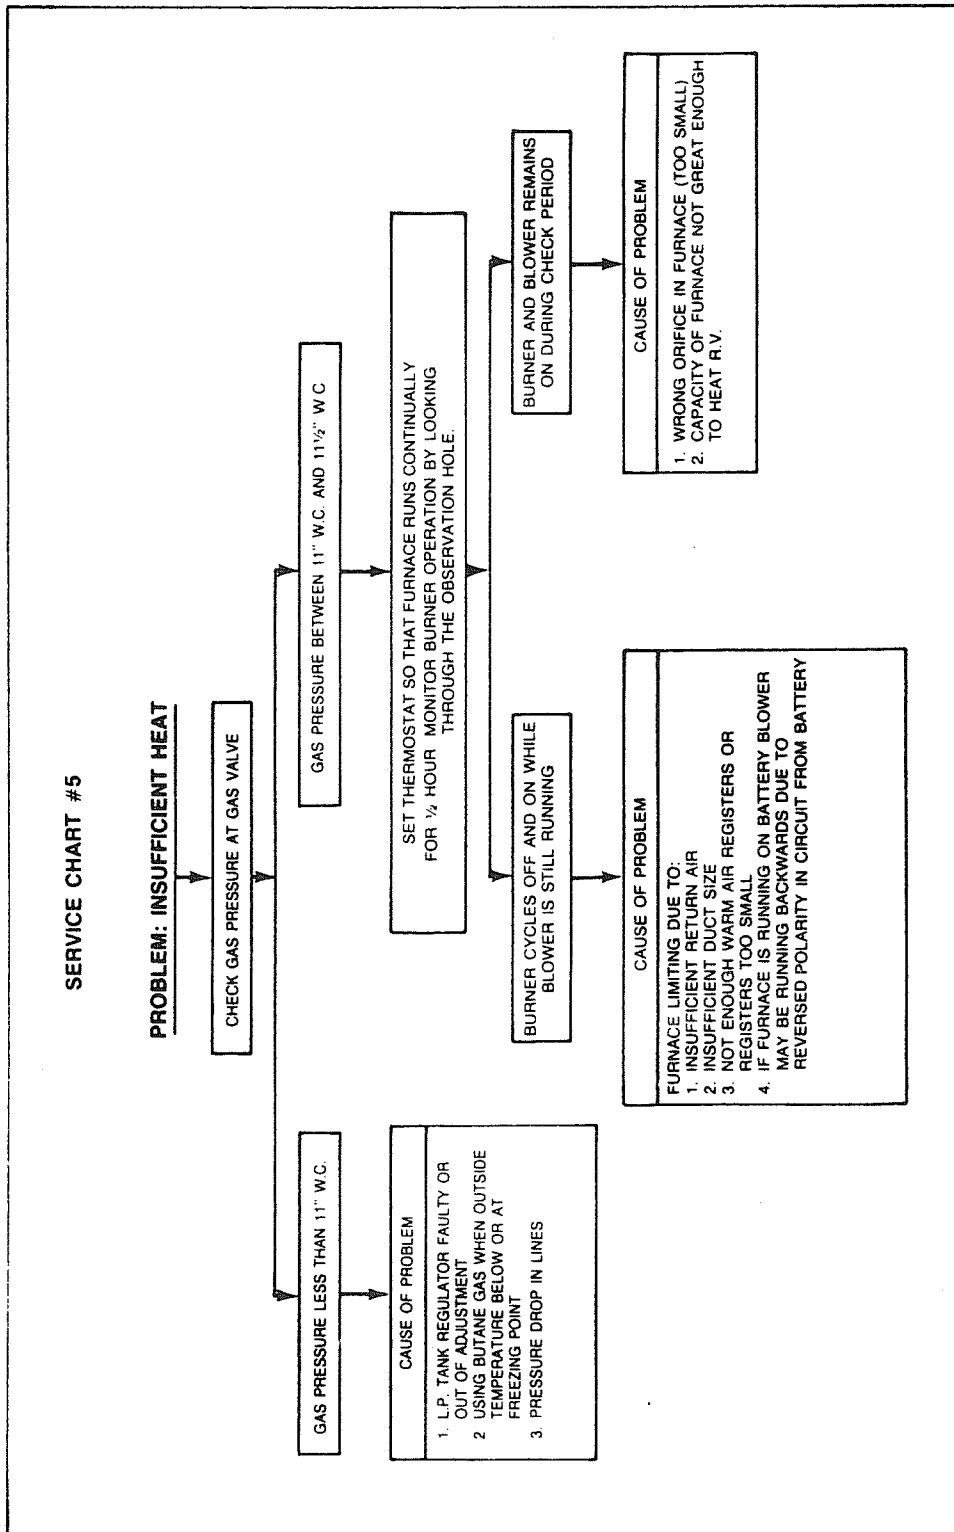 SERVICE CHART #5
PROBLEM: INSUFFICIENT HEAT
CHECK GAS PRESSURE AT GAS VALVE
GAS PRESSURE LESS THAN 11" W.C.
CAUSE OF PROBLEM
1. L.P. TANK REGULATOR FAULTY OR
OUT OF ADJUSTMENT
2 USING BUTANE GAS WHEN OUTSIDE
TEMPERATURE BELOW OR AT
FREEZING POINT
3. PRESSURE DROP IN LINES
GAS PRESSURE BETWEEN 11" W.C. AND 11½" W C
SET THERMOSTAT SO THAT FURNACE RUNS CONTINUALLY
FOR ½ HOUR MONITOR BURNER OPERATION BY LOOKING
THROUGH THE OBSERVATION HOLE.
BURNER CYCLES OFF AND ON WHILE
BLOWER IS STILL RUNNING
CAUSE OF PROBLEM
FURNACE LIMITING DUE TO:
1. INSUFFICIENT RETURN AIR
2. INSUFFICIENT DUCT SIZE
3. NOT ENOUGH WARM AIR REGISTERS OR
REGISTERS TOO SMALL
4. IF FURNACE IS RUNNING ON BATTERY BLOWER
MAY BE RUNNING BACKWARDS DUE TO
REVERSED POLARITY IN CIRCUIT FROM BATTERY
BURNER AND BLOWER REMAINS
ON DURING CHECK PERIOD
CAUSE OF PROBLEM
1. WRONG ORIFICE IN FURNACE (TOO SMALL)
2. CAPACITY OF FURNACE NOT GREAT ENOUGH
TO HEAT R.V.